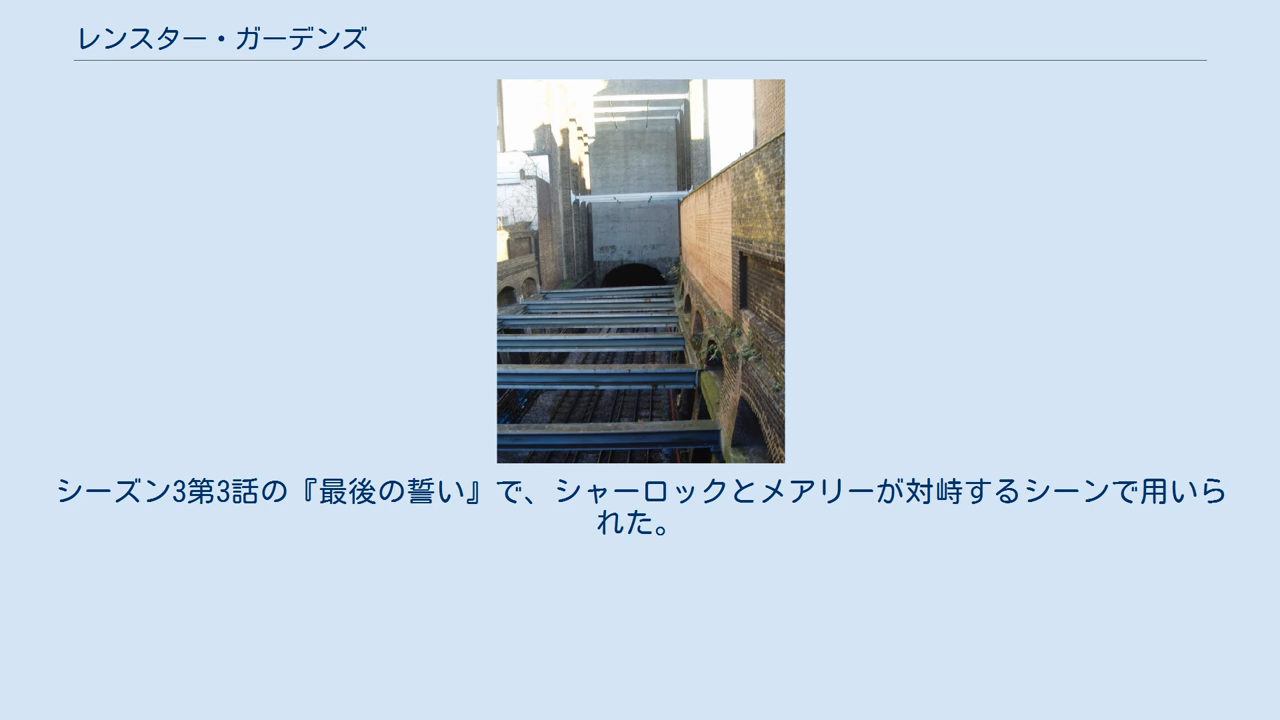 レンスター・ガーデンズ
シーズン3第3話の『最後の誓い』で、シャーロックとメアリーが対峙するシーンで用いら
れた。